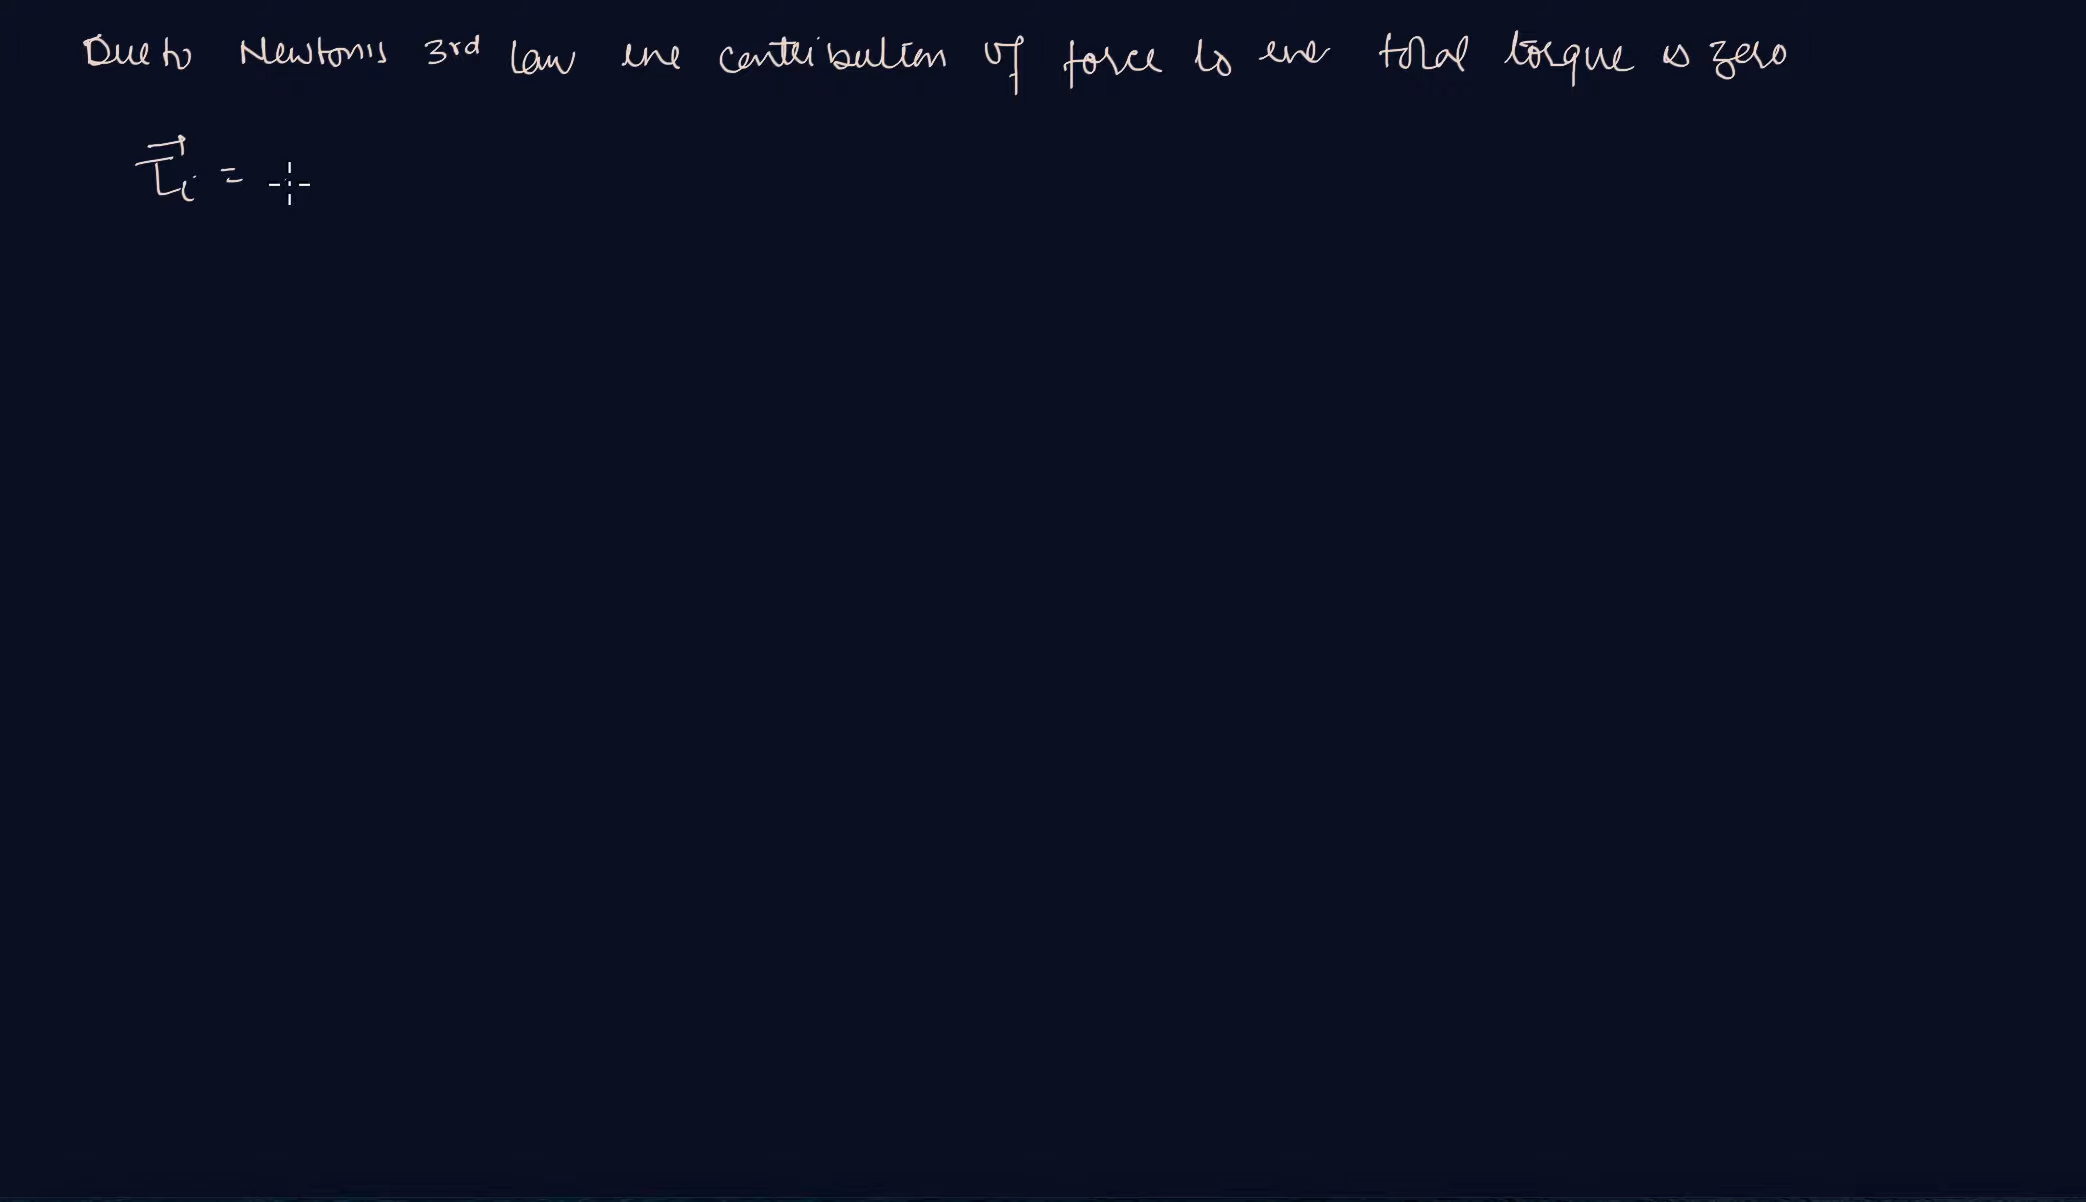 Due to Newton's 3rd law the contribution of force to the total torque is zero
τ⃗ᵢ =